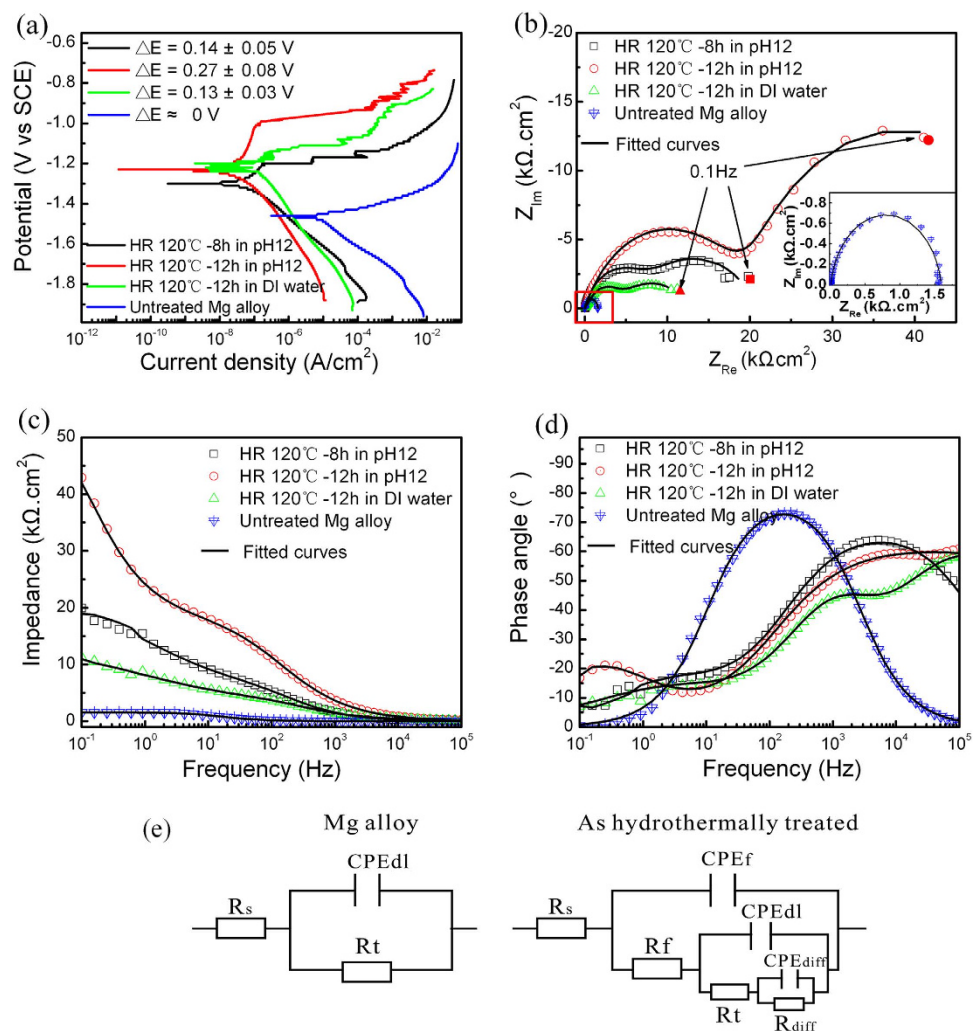 (a)
△E = 0.14 ± 0.05 V
△E = 0.27 ± 0.08 V
△E = 0.13 ± 0.03 V
△E ≈ 0 V
HR 120℃ -8h in pH12
HR 120℃ -12h in pH12
HR 120℃ -12h in DI water
Untreated Mg alloy
Potential (V vs SCE)
-0.6
-0.8
-1.0
-1.2
-1.4
-1.6
-1.8
10⁻¹² 10⁻¹⁰ 10⁻⁸ 10⁻⁶ 10⁻⁴ 10⁻²
Current density (A/cm²)
(b)
HR 120℃ -8h in pH12
HR 120℃ -12h in pH12
HR 120℃ -12h in DI water
Untreated Mg alloy
Fitted curves
0.1Hz
Z_Im (kΩ.cm²)
-20
-15
-10
-5
0
0 10 20 30 40
Z_Re (kΩcm²)
Z_Im (kΩ.cm²)
-0.8
-0.6
-0.4
-0.2
0.0
0.0 0.5 1.0 1.5
Z_Re (kΩ.cm²)
(c)
HR 120℃ -8h in pH12
HR 120℃ -12h in pH12
HR 120℃ -12h in DI water
Untreated Mg alloy
Fitted curves
Impedance (kΩ.cm²)
50
40
30
20
10
0
10⁻¹ 10⁰ 10¹ 10² 10³ 10⁴ 10⁵
Frequency (Hz)
(d)
HR 120℃ -8h in pH12
HR 120℃ -12h in pH12
HR 120℃ -12h in DI water
Untreated Mg alloy
Fitted curves
Phase angle (°)
-90
-80
-70
-60
-50
-40
-30
-20
-10
0
10⁻¹ 10⁰ 10¹ 10² 10³ 10⁴ 10⁵
Frequency (Hz)
(e)
Mg alloy
CPEdl
Rs
Rt
As hydrothermally treated
CPEf
Rs
CPEdl
Rf
CPEdiff
Rt
Rdiff